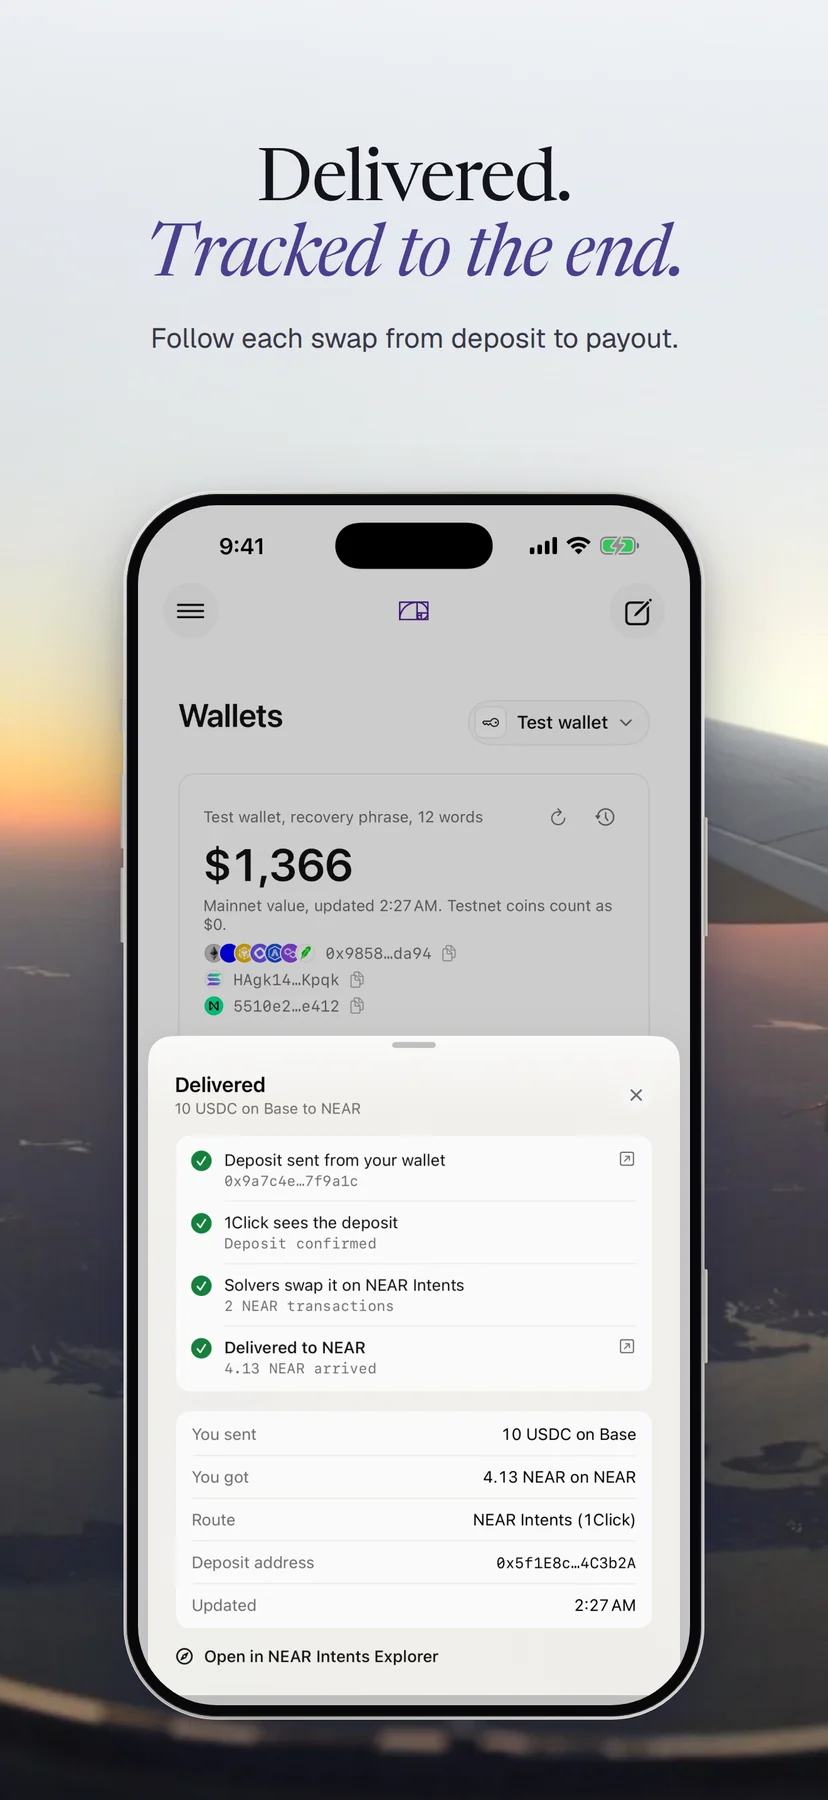 Delivered.
Tracked to the end.
Follow each swap from deposit to payout.
9:41
Wallets
Test wallet
Test wallet, recovery phrase, 12 words
$1,366
Mainnet value, updated 2:27 AM. Testnet coins count as
$0.
0x9858…da94
HAgk14…Kpqk
5510e2…e412
Delivered
10 USDC on Base to NEAR
Deposit sent from your wallet
0x9a7c4e…7f9a1c
1Click sees the deposit
Deposit confirmed
Solvers swap it on NEAR Intents
2 NEAR transactions
Delivered to NEAR
4.13 NEAR arrived
You sent 10 USDC on Base
You got 4.13 NEAR on NEAR
Route NEAR Intents (1Click)
Deposit address 0x5f1E8c…4C3b2A
Updated 2:27 AM
Open in NEAR Intents Explorer